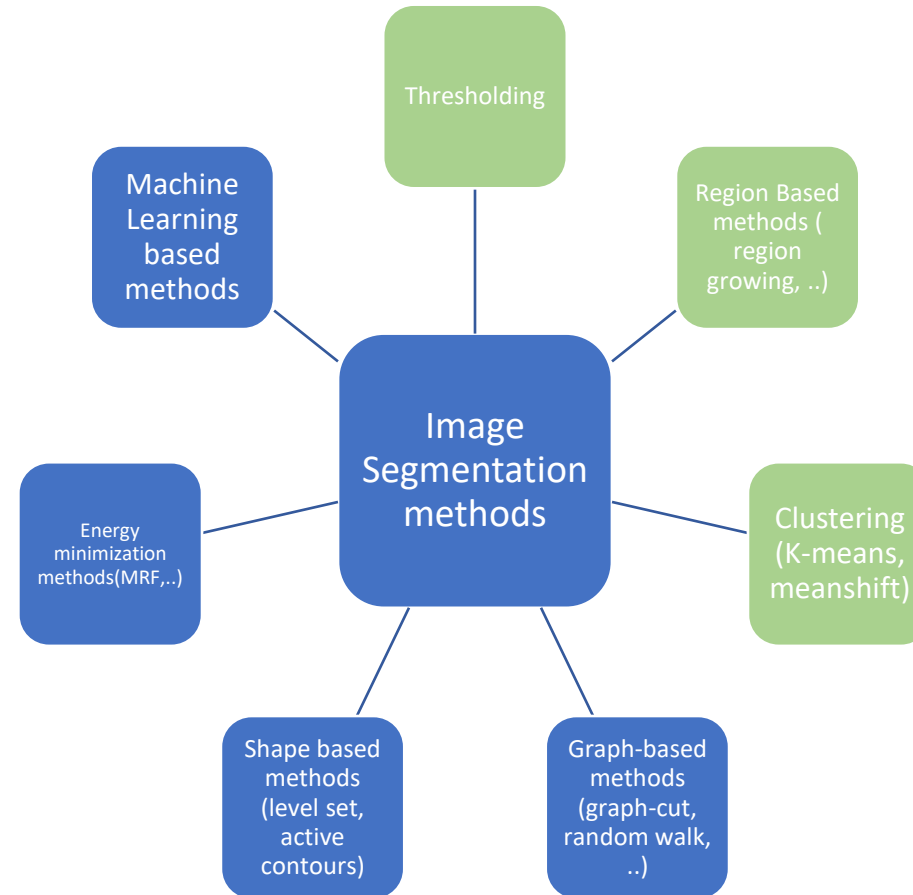 Thresholding
Machine
Learning
based
methods
Region Based
methods (
region
growing, ..)
Image
Segmentation
methods
Energy
minimization
methods(MRF,..)
Clustering
(K-means,
meanshift)
Shape based
methods
(level set,
active
contours)
Graph-based
methods
(graph-cut,
random walk,
..)